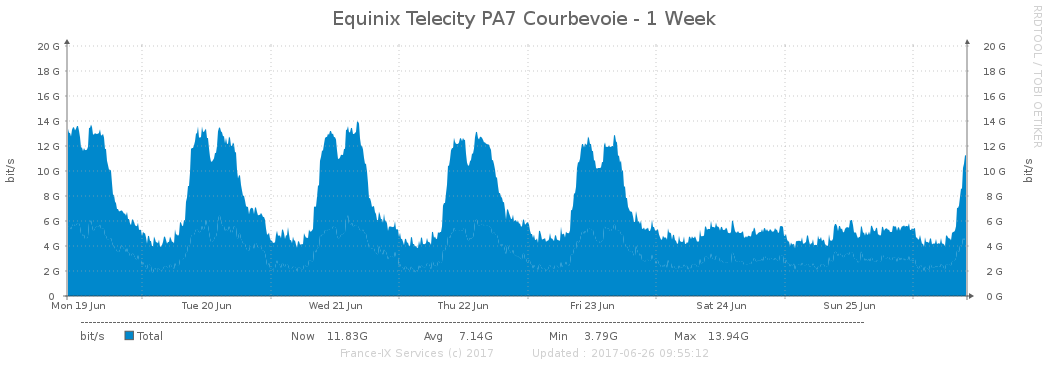 Equinix Telecity PA7 Courbevoie - 1 Week
RRDTOOL / TOBI OETIKER
20 G 20 G
18 G 18 G
16 G 16 G
14 G 14 G
12 G 12 G
10 G 10 G
8 G 8 G
6 G 6 G
4 G 4 G
2 G 2 G
0 0 G
bit/s bit/s
Mon 19 Jun Tue 20 Jun Wed 21 Jun Thu 22 Jun Fri 23 Jun Sat 24 Jun Sun 25 Jun
bit/s Total Now 11.83G Avg 7.14G Min 3.79G Max 13.94G
France-IX Services (c) 2017 Updated : 2017-06-26 09:55:12